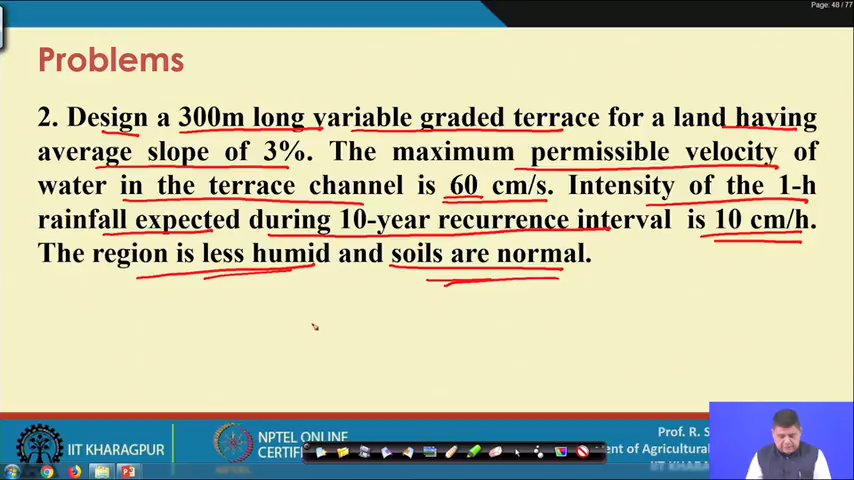 Page: 48 / 77
Problems
2. Design a 300m long variable graded terrace for a land having
average slope of 3%. The maximum permissible velocity of
water in the terrace channel is 60 cm/s. Intensity of the 1-h
rainfall expected during 10-year recurrence interval is 10 cm/h.
The region is less humid and soils are normal.
IIT KHARAGPUR
NPTEL ONLINE
CERTIFI
Prof. R. S
ent of Agricultural
IIT KHARA